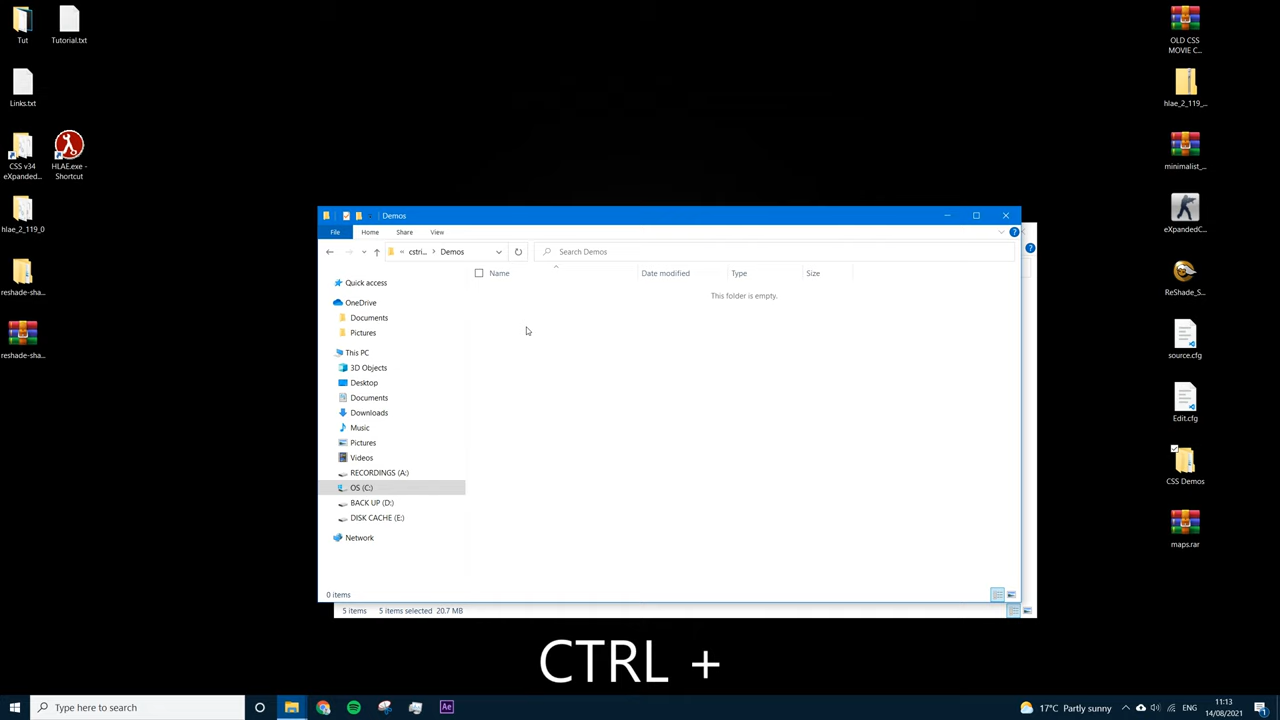 Tut
Tutorial.txt
Links.txt
CSS v34
eXpanded...
HLAE.exe -
Shortcut
hlae_2_119_0
reshade-sha...
reshade-sha...
Demos
File
Home
Share
View
cstri...
Demos
Search Demos
Name
Date modified
Type
Size
This folder is empty.
Quick access
OneDrive
Documents
Pictures
This PC
3D Objects
Desktop
Documents
Downloads
Music
Pictures
Videos
RECORDINGS (A:)
OS (C:)
BACK UP (D:)
DISK CACHE (E:)
Network
0 items
5 items
5 items selected 20.7 MB
OLD CSS
MOVIE C...
hlae_2_119_...
minimalist_...
eXpandedC...
ReShade_S...
source.cfg
Edit.cfg
CSS Demos
maps.rar
CTRL +
Type here to search
Ae
17°C Partly sunny
ENG
11:13
14/08/2021
1